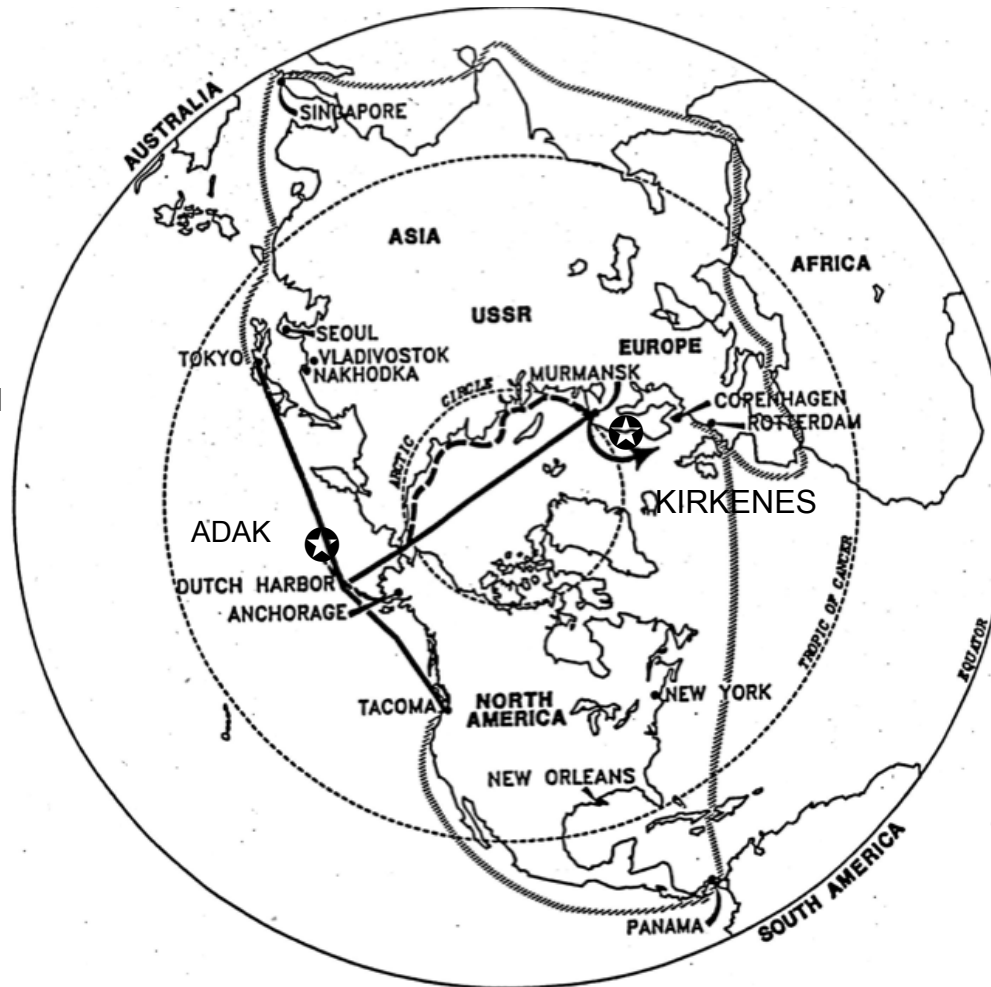 AUSTRALIA
SINGAPORE
ASIA
AFRICA
USSR
SEOUL
EUROPE
TOKYO
VLADIVOSTOK
NAKHODKA
MURMANSK
CIRCLE
COPENHAGEN
ROTTERDAM
ARCTIC
KIRKENES
ADAK
DUTCH HARBOR
ANCHORAGE
TROPIC OF CANCER
EQUATOR
TACOMA
NORTH
AMERICA
NEW YORK
NEW ORLEANS
SOUTH AMERICA
PANAMA